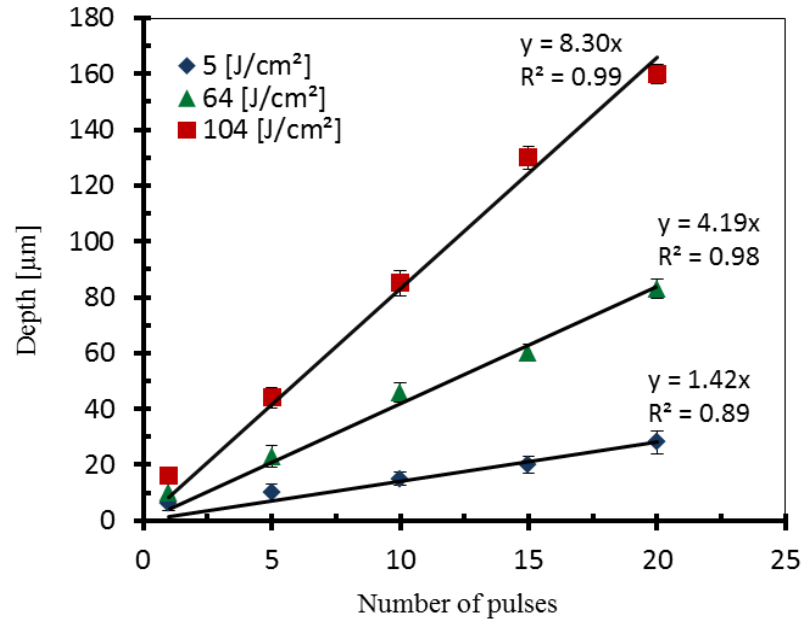 180
160
140
120
100
80
60
40
20
0
Depth [µm]
5 [J/cm²]
64 [J/cm²]
104 [J/cm²]
y = 8.30x
R² = 0.99
y = 4.19x
R² = 0.98
y = 1.42x
R² = 0.89
0 5 10 15 20 25
Number of pulses